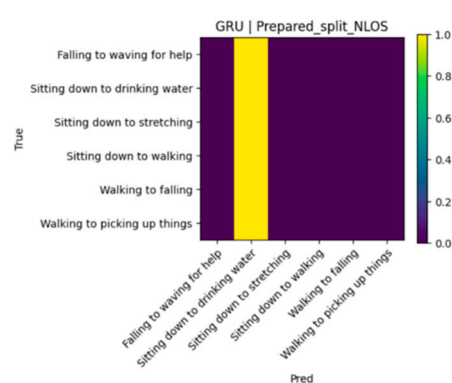 GRU | Prepared_split_NLOS
True
Falling to waving for help
Sitting down to drinking water
Sitting down to stretching
Sitting down to walking
Walking to falling
Walking to picking up things
1.0
0.8
0.6
0.4
0.2
0.0
Falling to waving for help
Sitting down to drinking water
Sitting down to stretching
Sitting down to walking
Walking to falling
Walking to picking up things
Pred